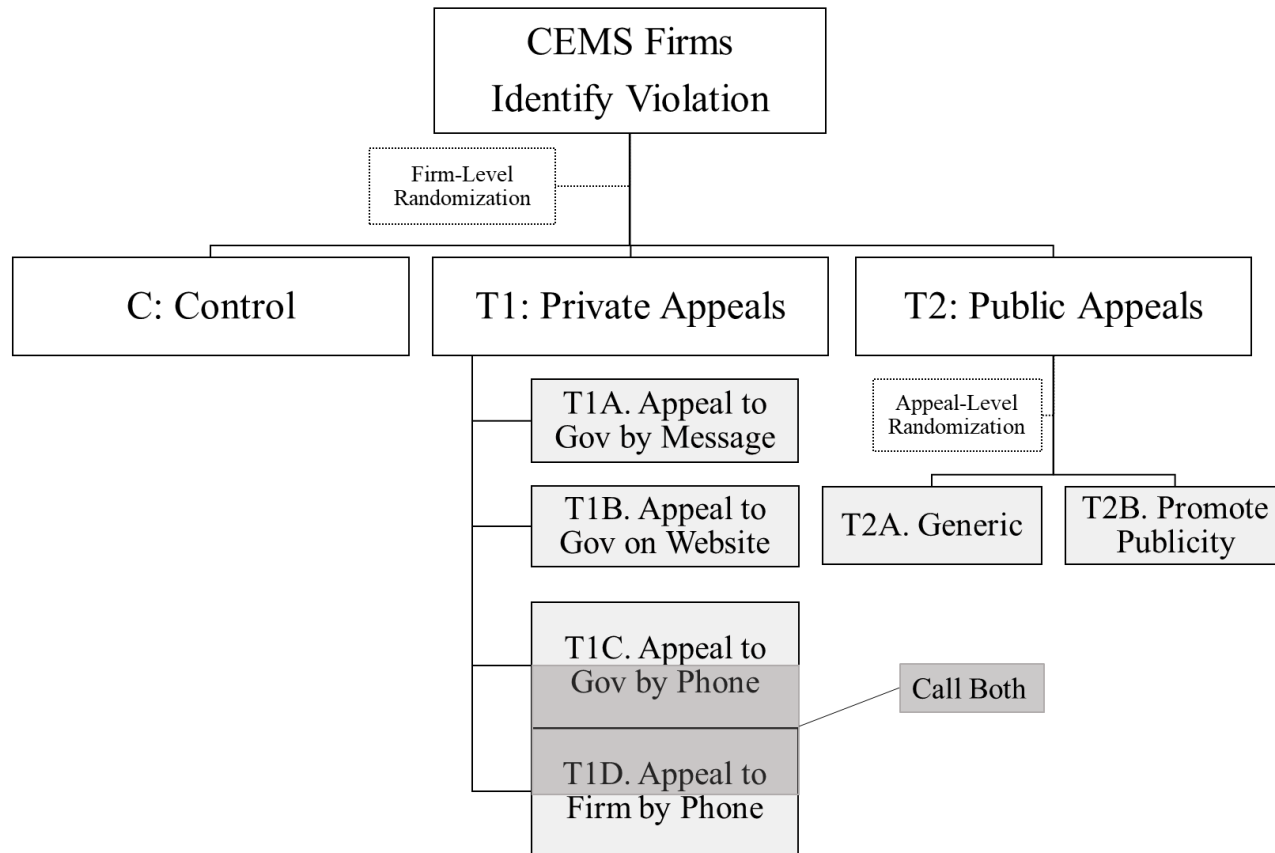 CEMS Firms
Identify Violation
Firm-Level
Randomization
C: Control
T1: Private Appeals
T2: Public Appeals
T1A. Appeal to
Gov by Message
Appeal-Level
Randomization
T1B. Appeal to
Gov on Website
T2A. Generic
T2B. Promote
Publicity
T1C. Appeal to
Gov by Phone
Call Both
T1D. Appeal to
Firm by Phone